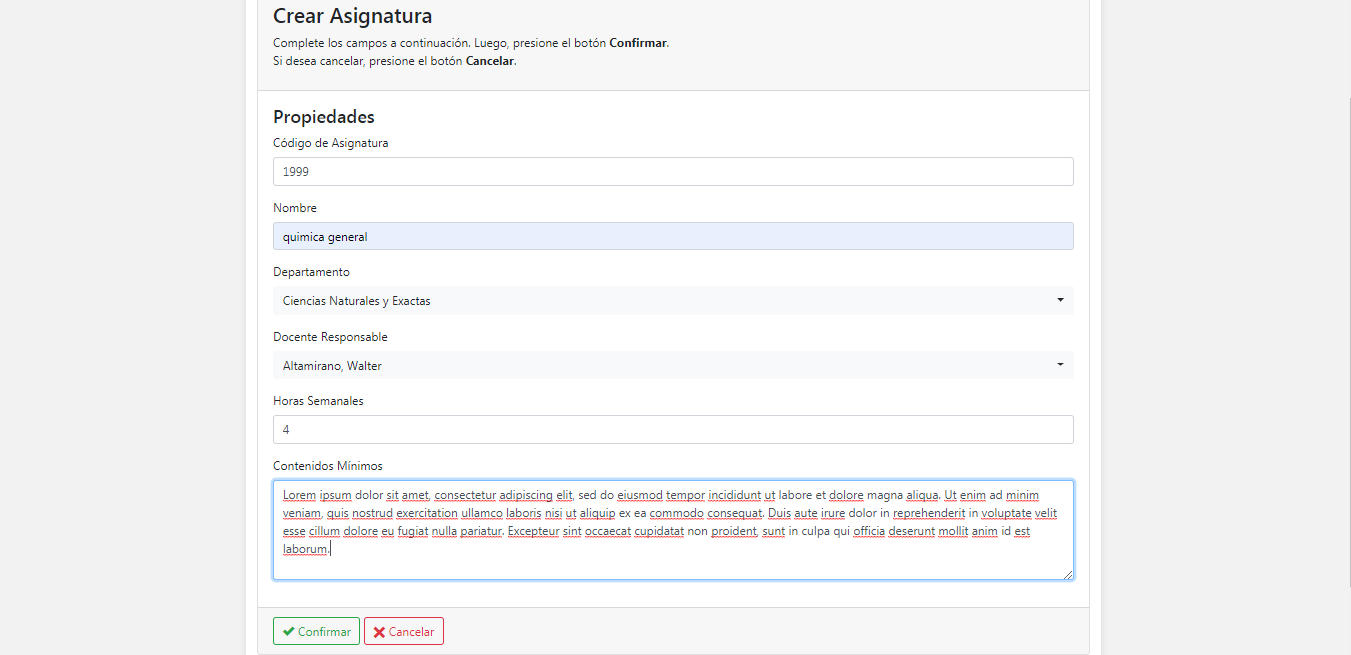 Crear Asignatura
Complete los campos a continuación. Luego, presione el botón Confirmar.
Si desea cancelar, presione el botón Cancelar.
Propiedades
Código de Asignatura
1999
Nombre
quimica general
Departamento
Ciencias Naturales y Exactas
Docente Responsable
Altamirano, Walter
Horas Semanales
4
Contenidos Mínimos
Lorem ipsum dolor sit amet, consectetur adipiscing elit, sed do eiusmod tempor incididunt ut labore et dolore magna aliqua. Ut enim ad minim
veniam, quis nostrud exercitation ullamco laboris nisi ut aliquip ex ea commodo consequat. Duis aute irure dolor in reprehenderit in voluptate velit
esse cillum dolore eu fugiat nulla pariatur. Excepteur sint occaecat cupidatat non proident, sunt in culpa qui officia deserunt mollit anim id est
laborum.
Confirmar Cancelar